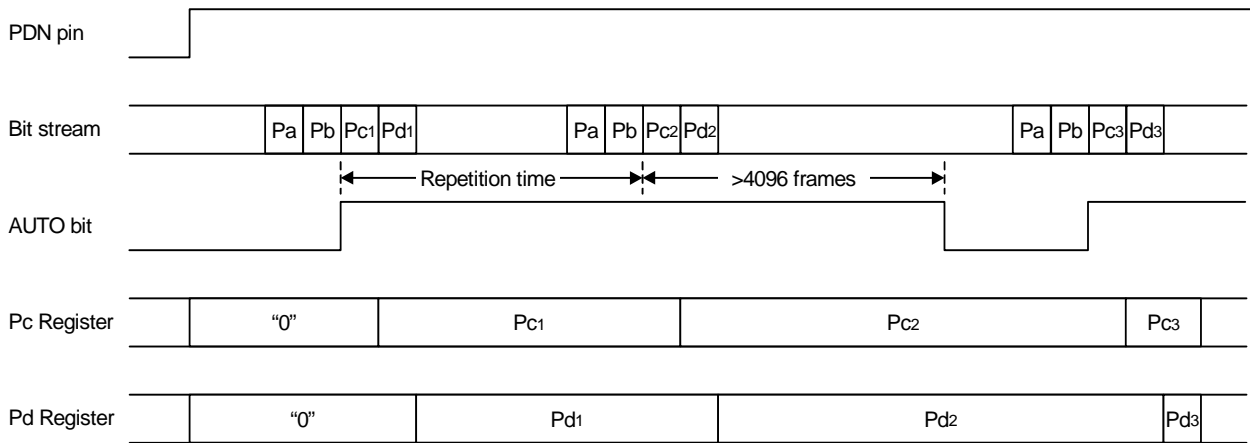 PDN pin
Bit stream Pa Pb Pc1 Pd1 Pa Pb Pc2 Pd2 Pa Pb Pc3 Pd3
Repetition time >4096 frames
AUTO bit
Pc Register “0” Pc1 Pc2 Pc3
Pd Register “0” Pd1 Pd2 Pd3